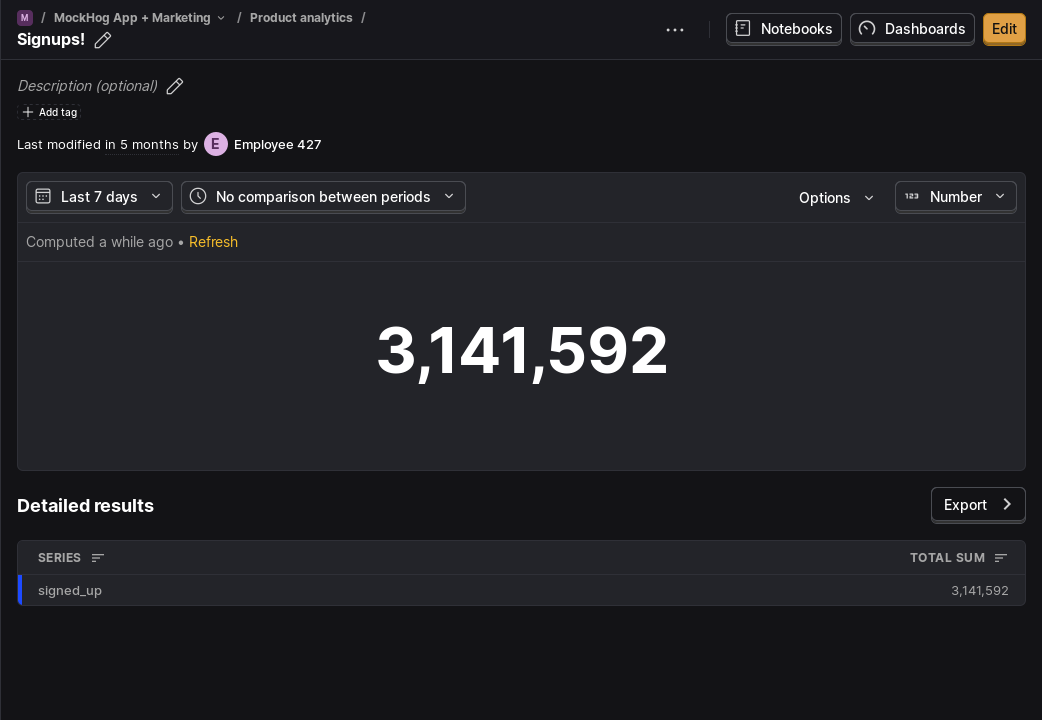 M / MockHog App + Marketing / Product analytics /
Signups!
Notebooks
Dashboards
Edit
Description (optional)
Add tag
Last modified in 5 months by E Employee 427
Last 7 days
No comparison between periods
Options
123 Number
Computed a while ago • Refresh
3,141,592
Detailed results
Export
SERIES
TOTAL SUM
signed_up
3,141,592